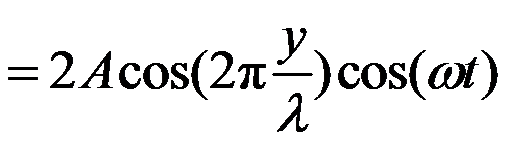 = 2A cos(2π y/λ) cos(ωt)